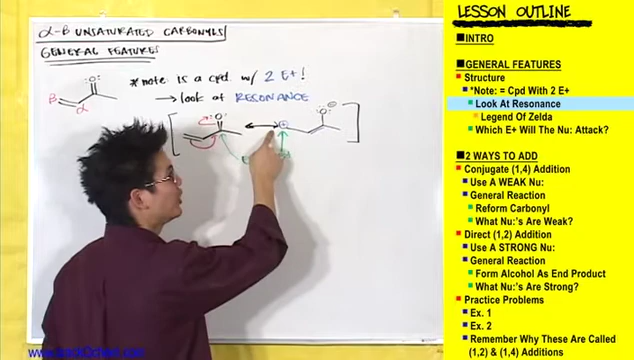 α-β UNSATURATED CARBONYLS
GENERAL FEATURES
*note: is a cpd. w/ 2 E+!
→ look at RESONANCE
O
β
α
O
O
LESSON OUTLINE
INTRO
GENERAL FEATURES
Structure
*Note: = Cpd With 2 E+
Look At Resonance
Legend Of Zelda
Which E+ Will The Nu: Attack?
2 WAYS TO ADD
Conjugate (1,4) Addition
Use A WEAK Nu:
General Reaction
Reform Carbonyl
What Nu:'s Are Weak?
Direct (1,2) Addition
Use A STRONG Nu:
General Reaction
Form Alcohol As End Product
What Nu:'s Are Strong?
Practice Problems
Ex. 1
Ex. 2
Remember Why These Are Called
(1,2) & (1,4) Additions